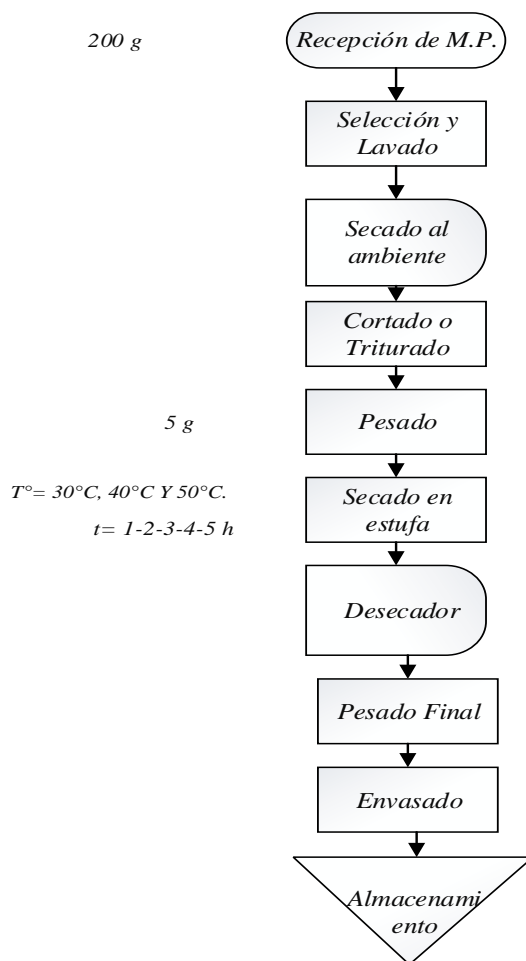 200 g
Recepción de M.P.
Selección y
Lavado
Secado al
ambiente
Cortado o
Triturado
5 g
Pesado
T°= 30°C, 40°C Y 50°C.
t= 1-2-3-4-5 h
Secado en
estufa
Desecador
Pesado Final
Envasado
Almacenami
ento